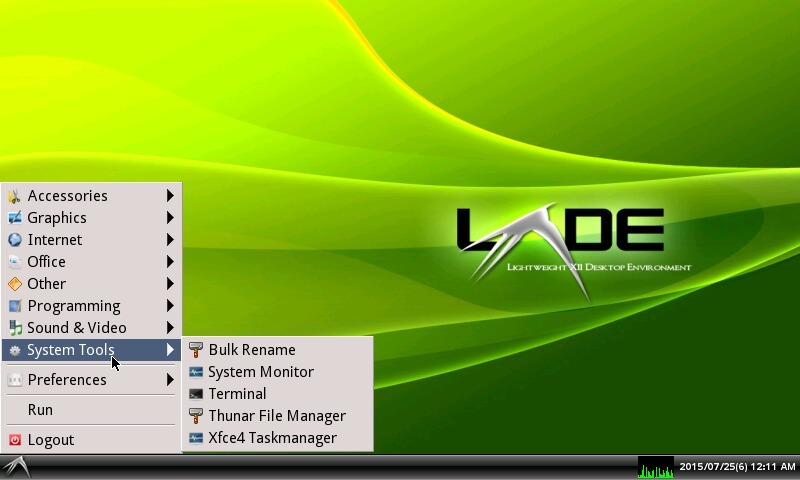 LADE
LIGHTWEIGHT X11 DESKTOP ENVIRONMENT
Accessories
Graphics
Internet
Office
Other
Programming
Sound & Video
System Tools
Preferences
Run
Logout
Bulk Rename
System Monitor
Terminal
Thunar File Manager
Xfce4 Taskmanager
2015/07/25(6) 12:11 AM